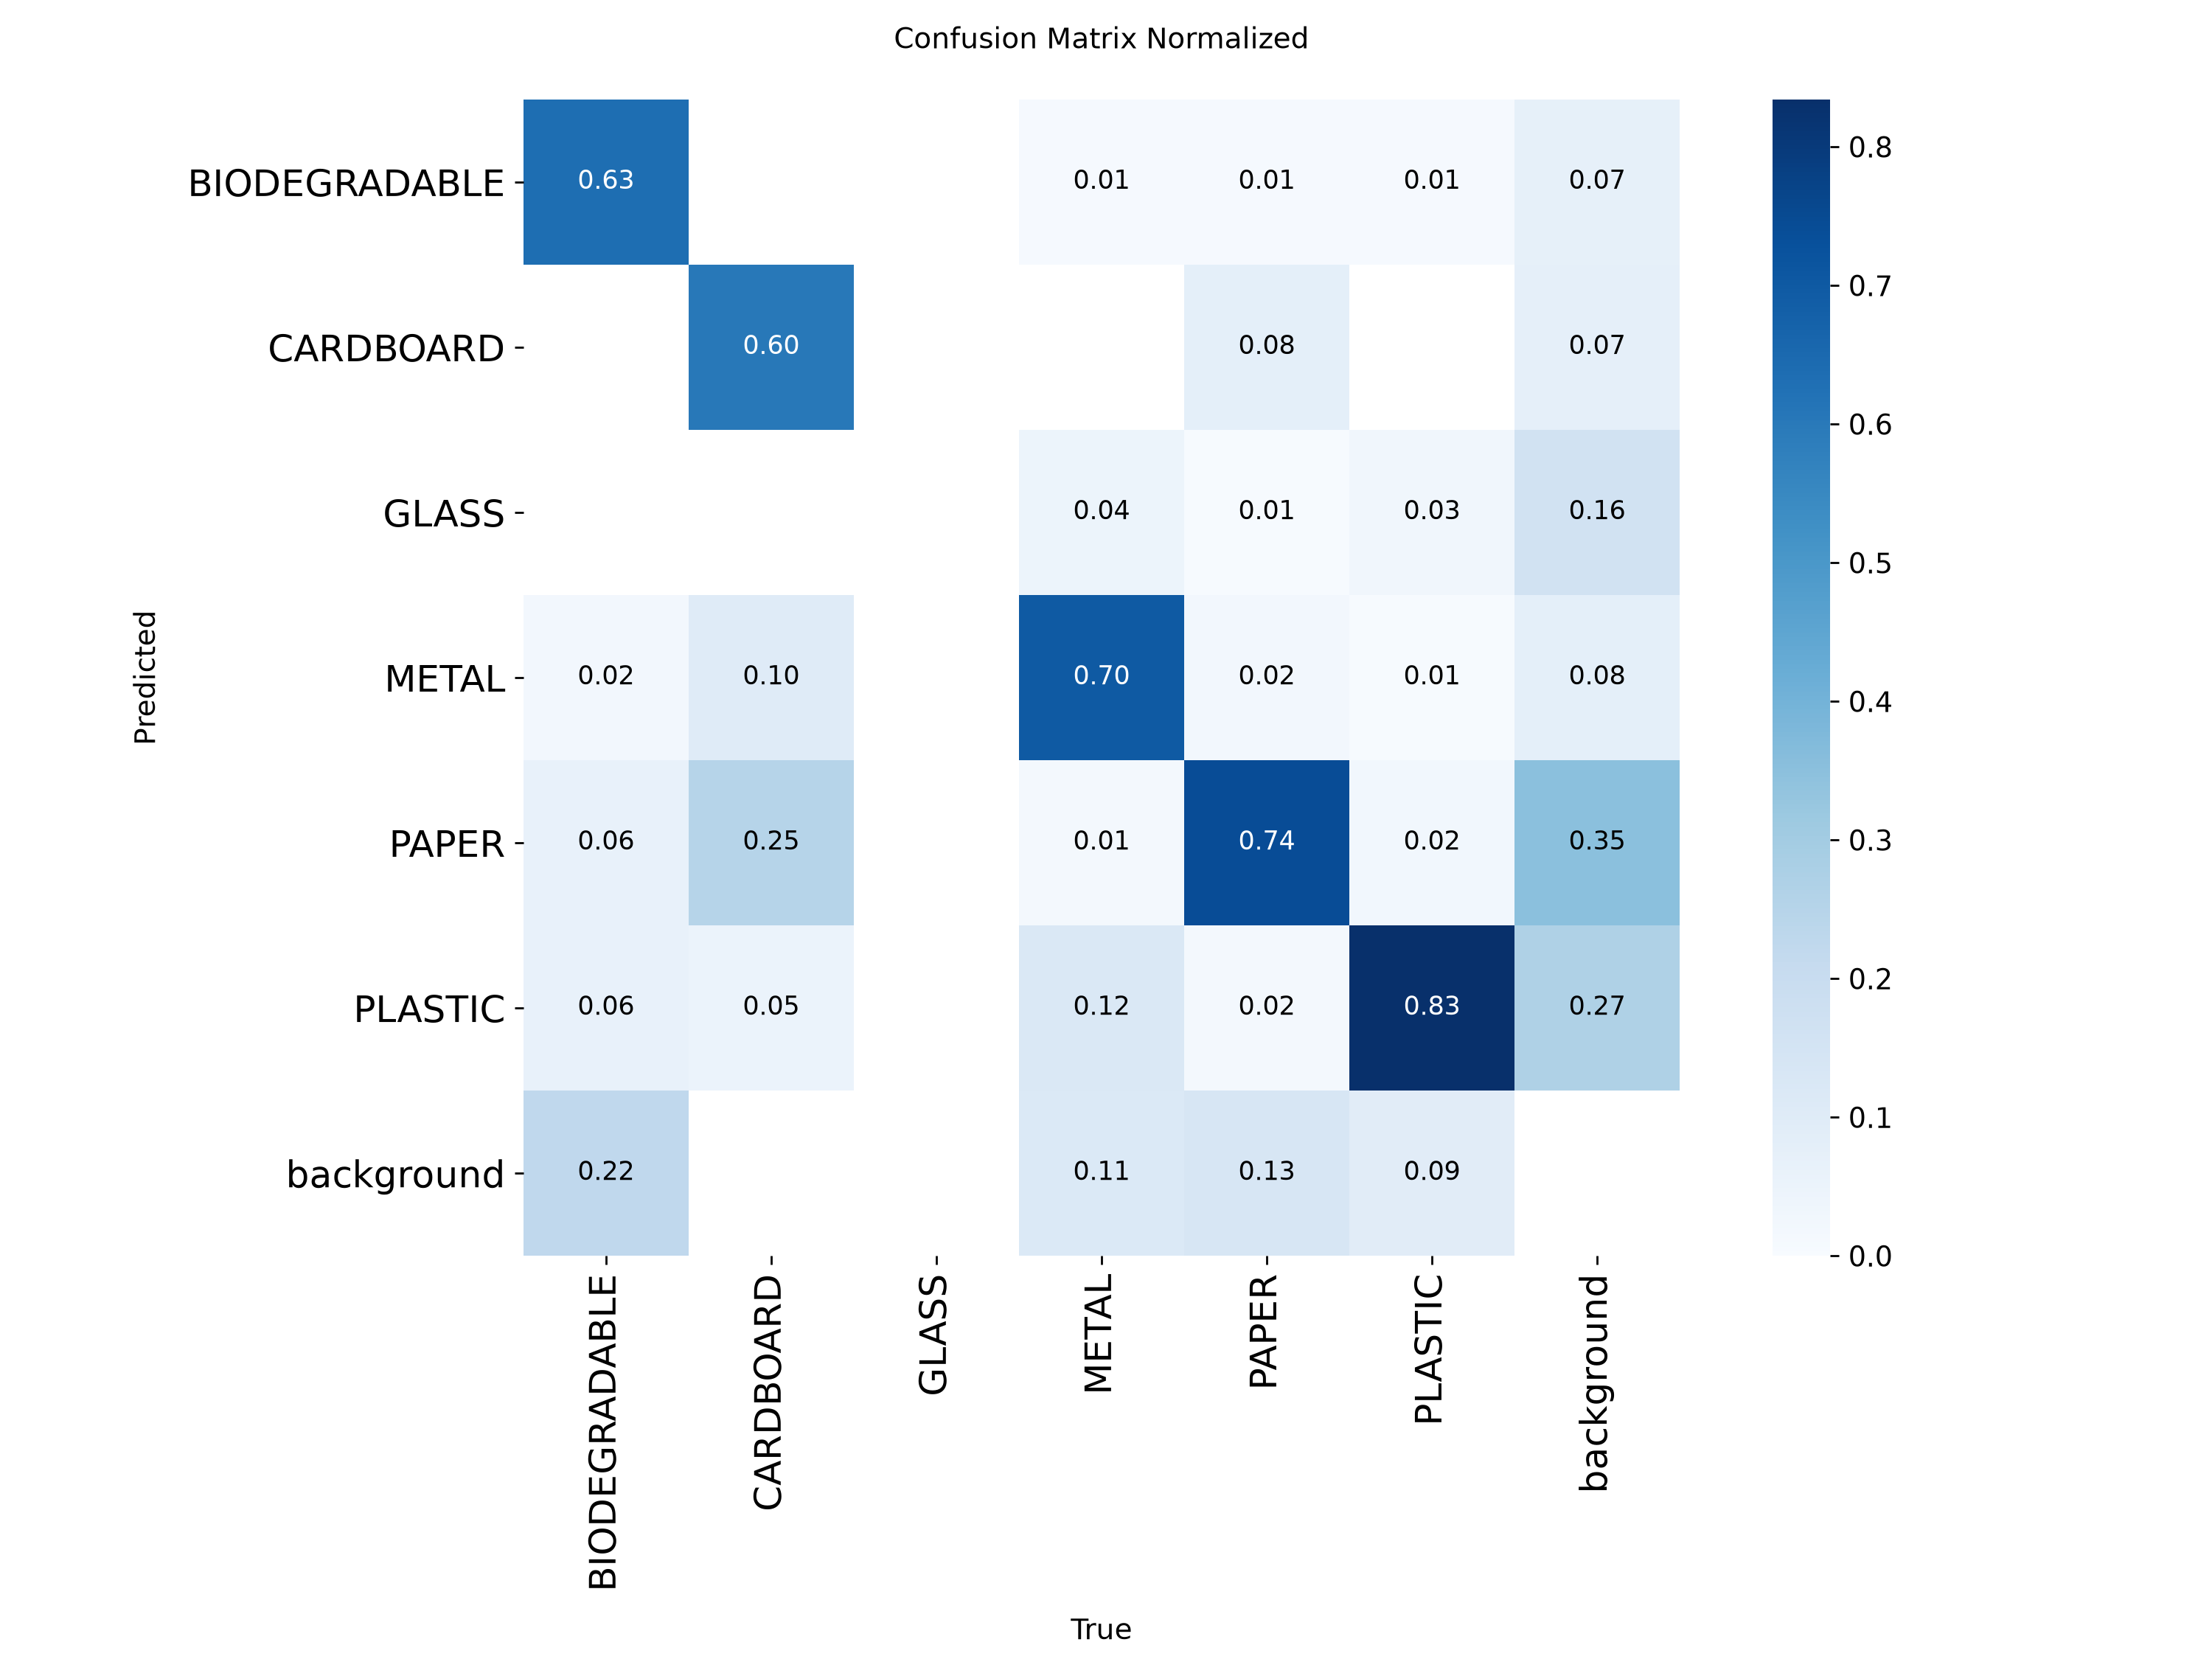 Confusion Matrix Normalized
BIODEGRADABLE 0.63 0.01 0.01 0.01 0.07
CARDBOARD 0.60 0.08 0.07
GLASS 0.04 0.01 0.03 0.16
METAL 0.02 0.10 0.70 0.02 0.01 0.08
PAPER 0.06 0.25 0.01 0.74 0.02 0.35
PLASTIC 0.06 0.05 0.12 0.02 0.83 0.27
background 0.22 0.11 0.13 0.09
Predicted
BIODEGRADABLE CARDBOARD GLASS METAL PAPER PLASTIC background
True
0.8
0.7
0.6
0.5
0.4
0.3
0.2
0.1
0.0